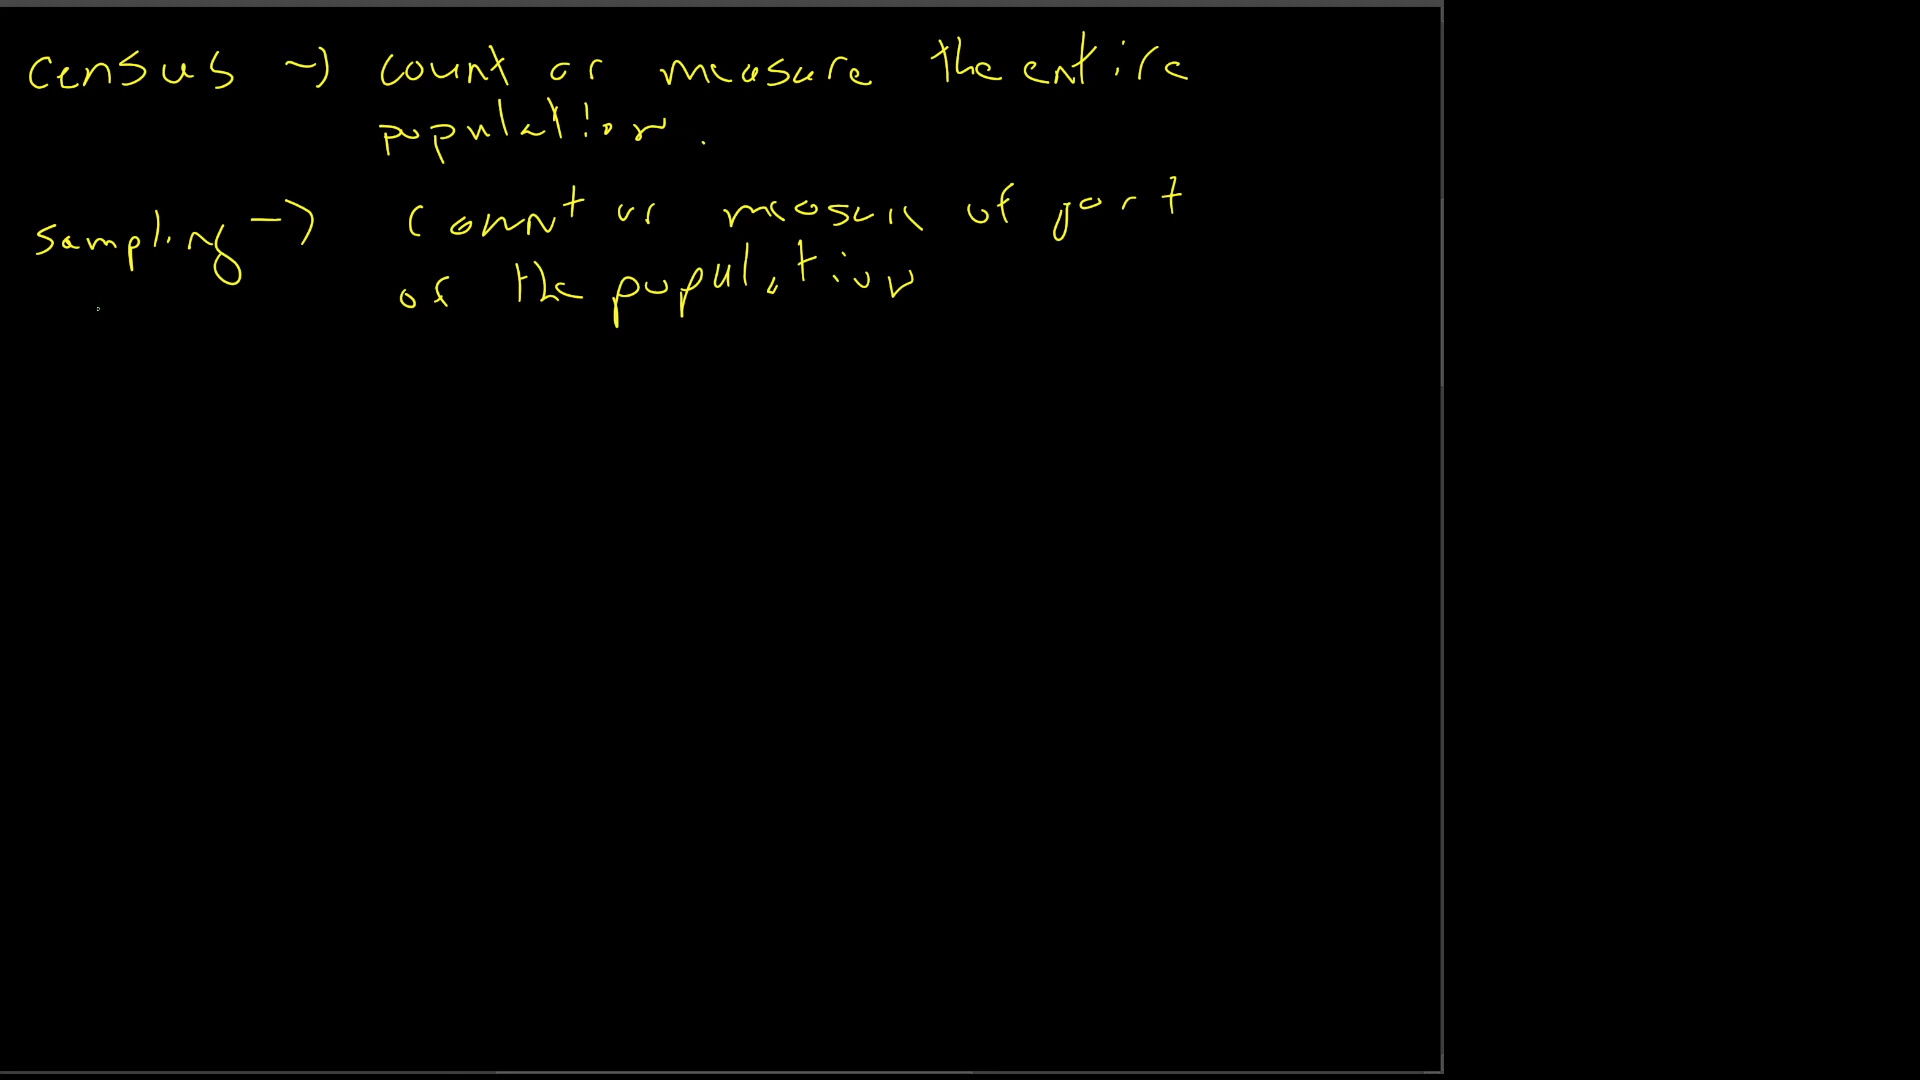 census -> count or measure the entire
population.
sampling -> count or measure of part
of the population